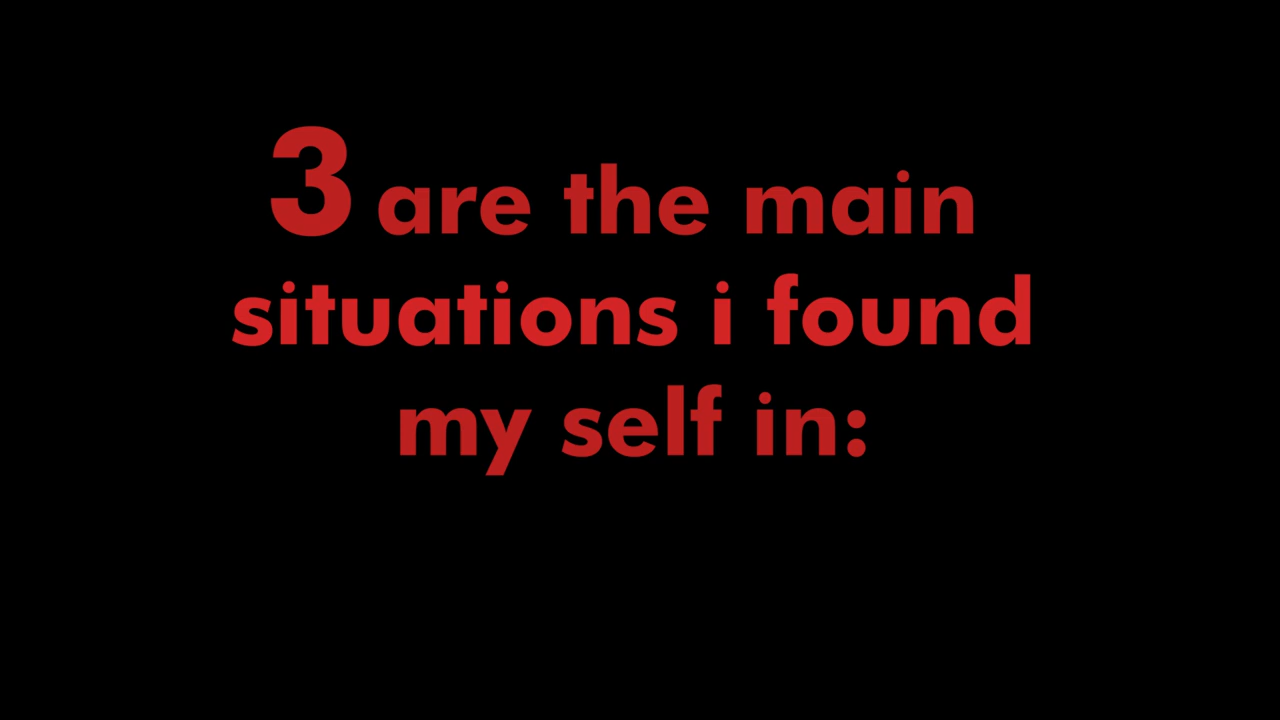 3 are the main
situations i found
my self in: